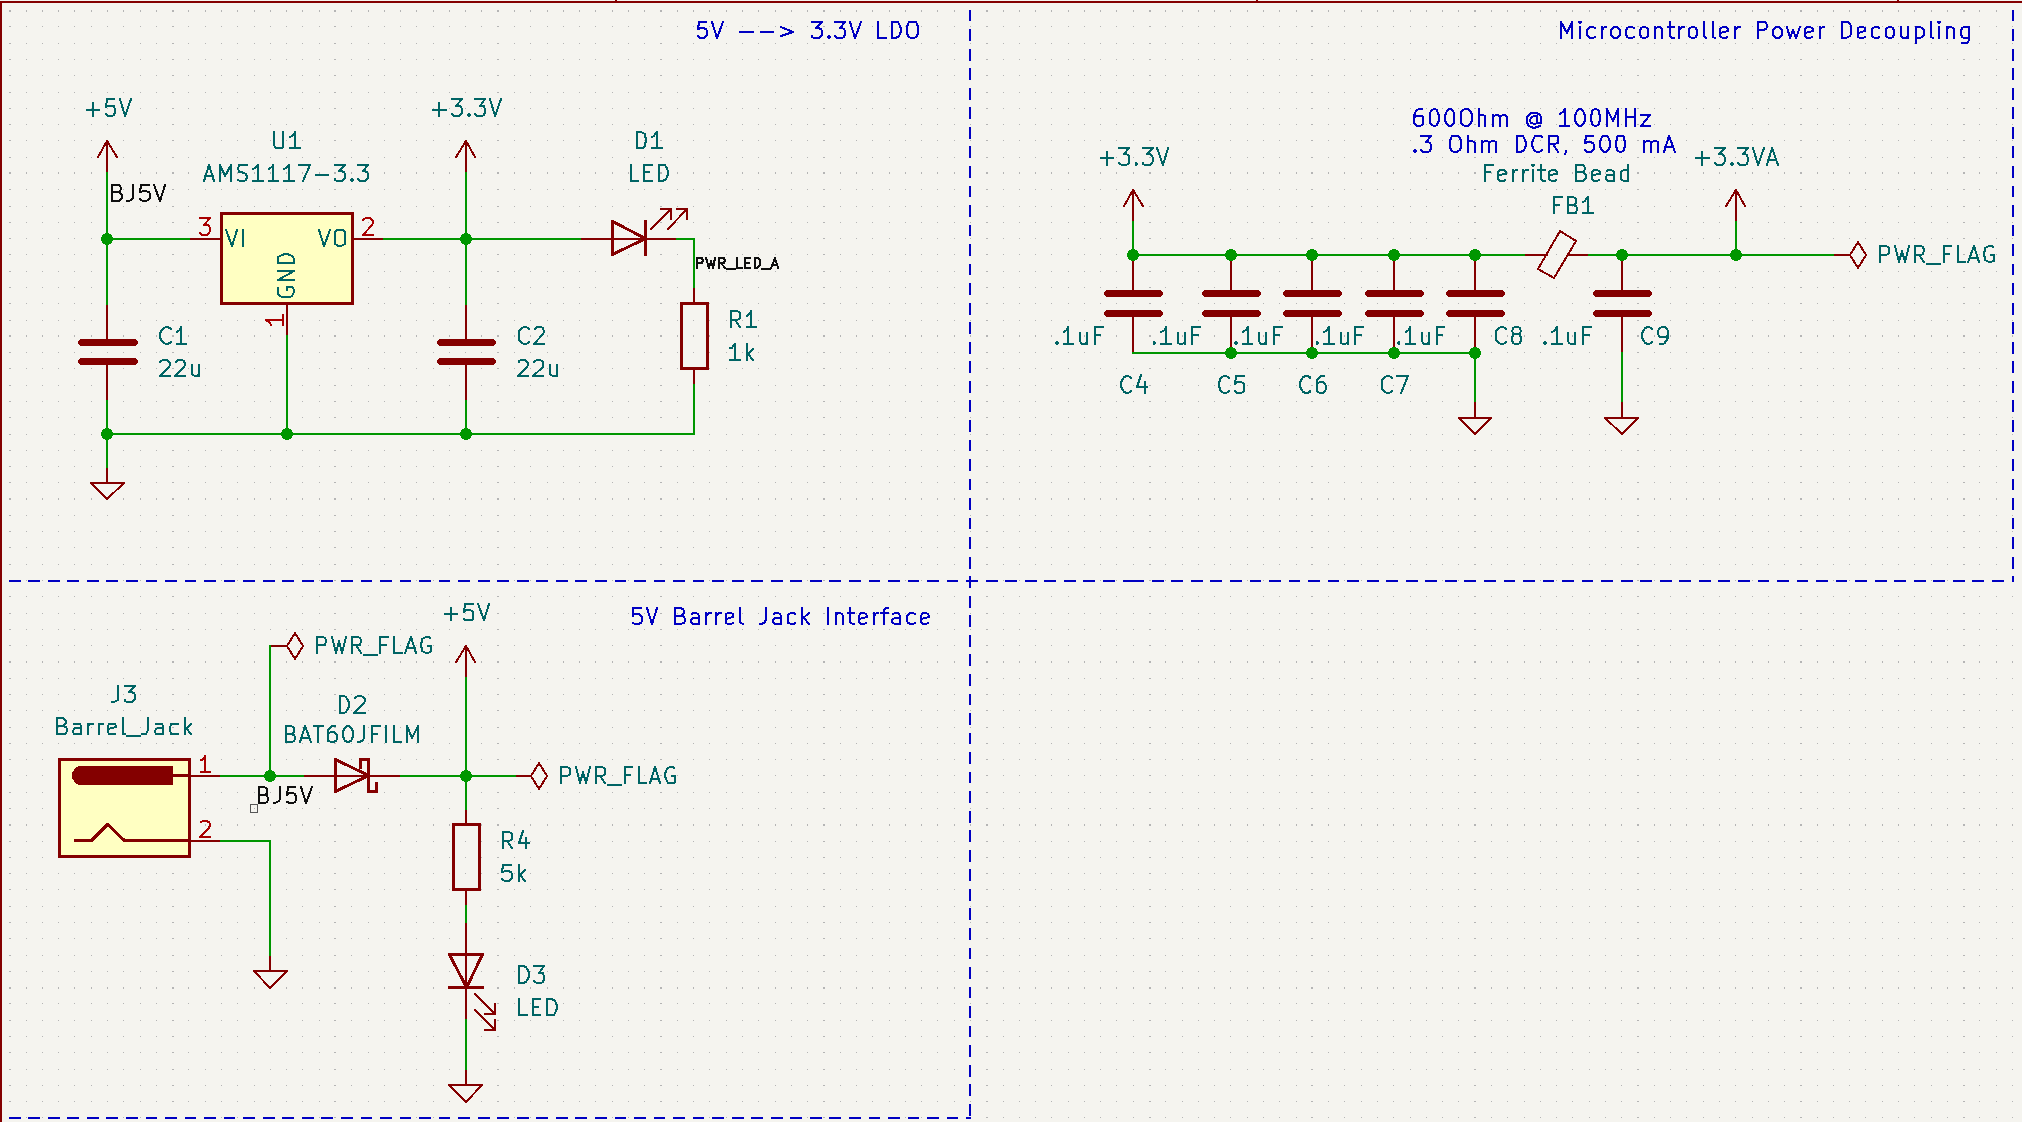 5V --> 3.3V LDO
+5V
+3.3V
U1
AMS1117-3.3
D1
LED
BJ5V
3
VI
VO
2
GND
1
PWR_LED_A
C1
22u
C2
22u
R1
1k
Microcontroller Power Decoupling
600Ohm @ 100MHz
.3 Ohm DCR, 500 mA
Ferrite Bead
FB1
+3.3V
+3.3VA
PWR_FLAG
.1uF
.1uF
.1uF
.1uF
.1uF
C8
.1uF
C9
C4
C5
C6
C7
5V Barrel Jack Interface
+5V
PWR_FLAG
J3
Barrel_Jack
D2
BAT60JFILM
1
BJ5V
2
PWR_FLAG
R4
5k
D3
LED